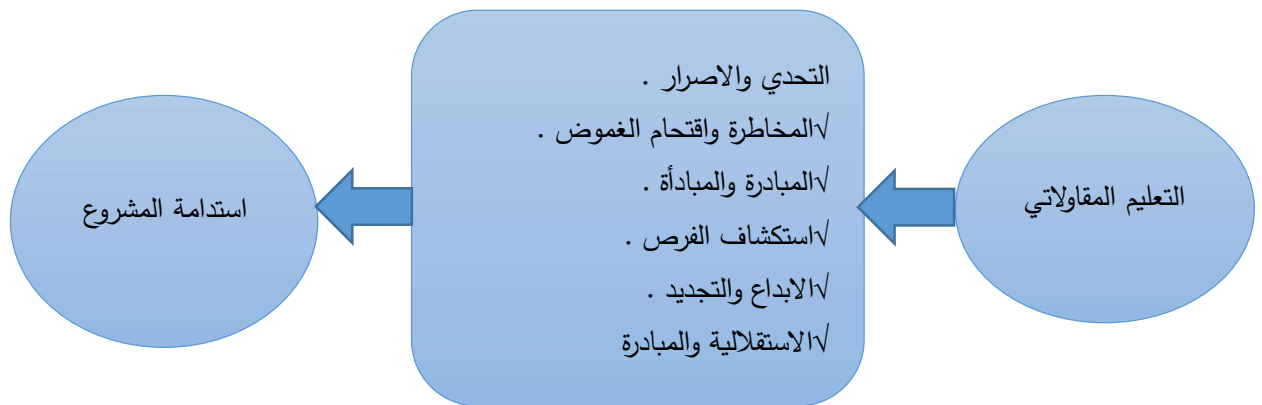 التعليم المقاولاتي
التحدي والاصرار .
√المخاطرة واقتحام الغموض .
√المبادرة والمبادأة .
√استكشاف الفرص .
√الابداع والتجديد .
√الاستقلالية والمبادرة
استدامة المشروع